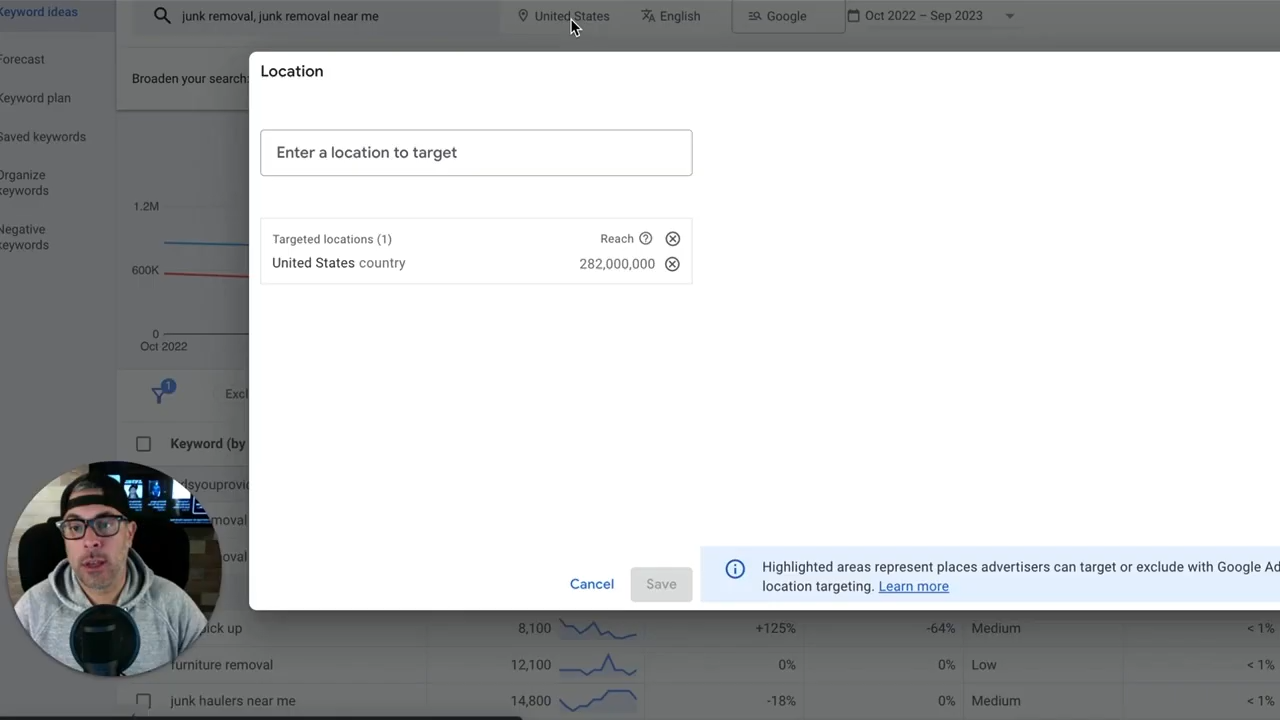 Keyword ideas
junk removal, junk removal near me
United States
English
Google
Oct 2022 – Sep 2023
Forecast
Keyword plan
Saved keywords
Organize
keywords
Negative
keywords
Broaden your search:
1.2M
600K
0
Oct 2022
1
Excl
Keyword (by
Location
Enter a location to target
Targeted locations (1)
Reach
United States country
282,000,000
Cancel
Save
Highlighted areas represent places advertisers can target or exclude with Google Ad
location targeting. Learn more
8,100
+125%
-64%
Medium
< 1%
furniture removal
12,100
0%
0%
Low
< 1%
junk haulers near me
14,800
-18%
0%
Medium
< 1%